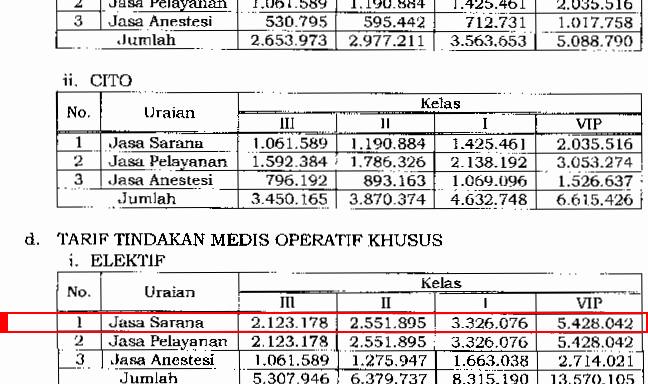 2 Jasa Pelayanan 1.061.589 1.190.884 1.425.461 2.035.516
3 Jasa Anestesi 530.795 595.442 712.731 1.017.758
Jumlah 2.653.973 2.977.211 3.563.653 5.088.790
ii. CITO
No. Uraian Kelas
III II I VIP
1 Jasa Sarana 1.061.589 1.190.884 1.425.461 2.035.516
2 Jasa Pelayanan 1.592.384 1.786.326 2.138.192 3.053.274
3 Jasa Anestesi 796.192 893.163 1.069.096 1.526.637
Jumlah 3.450.165 3.870.374 4.632.748 6.615.426
d. TARIF TINDAKAN MEDIS OPERATIF KHUSUS
i. ELEKTIF
No. Uraian Kelas
III II I VIP
1 Jasa Sarana 2.123.178 2.551.895 3.326.076 5.428.042
2 Jasa Pelayanan 2.123.178 2.551.895 3.326.076 5.428.042
3 Jasa Anestesi 1.061.589 1.275.947 1.663.038 2.714.021
Jumlah 5.307.946 6.379.737 8.315.190 13.570.105